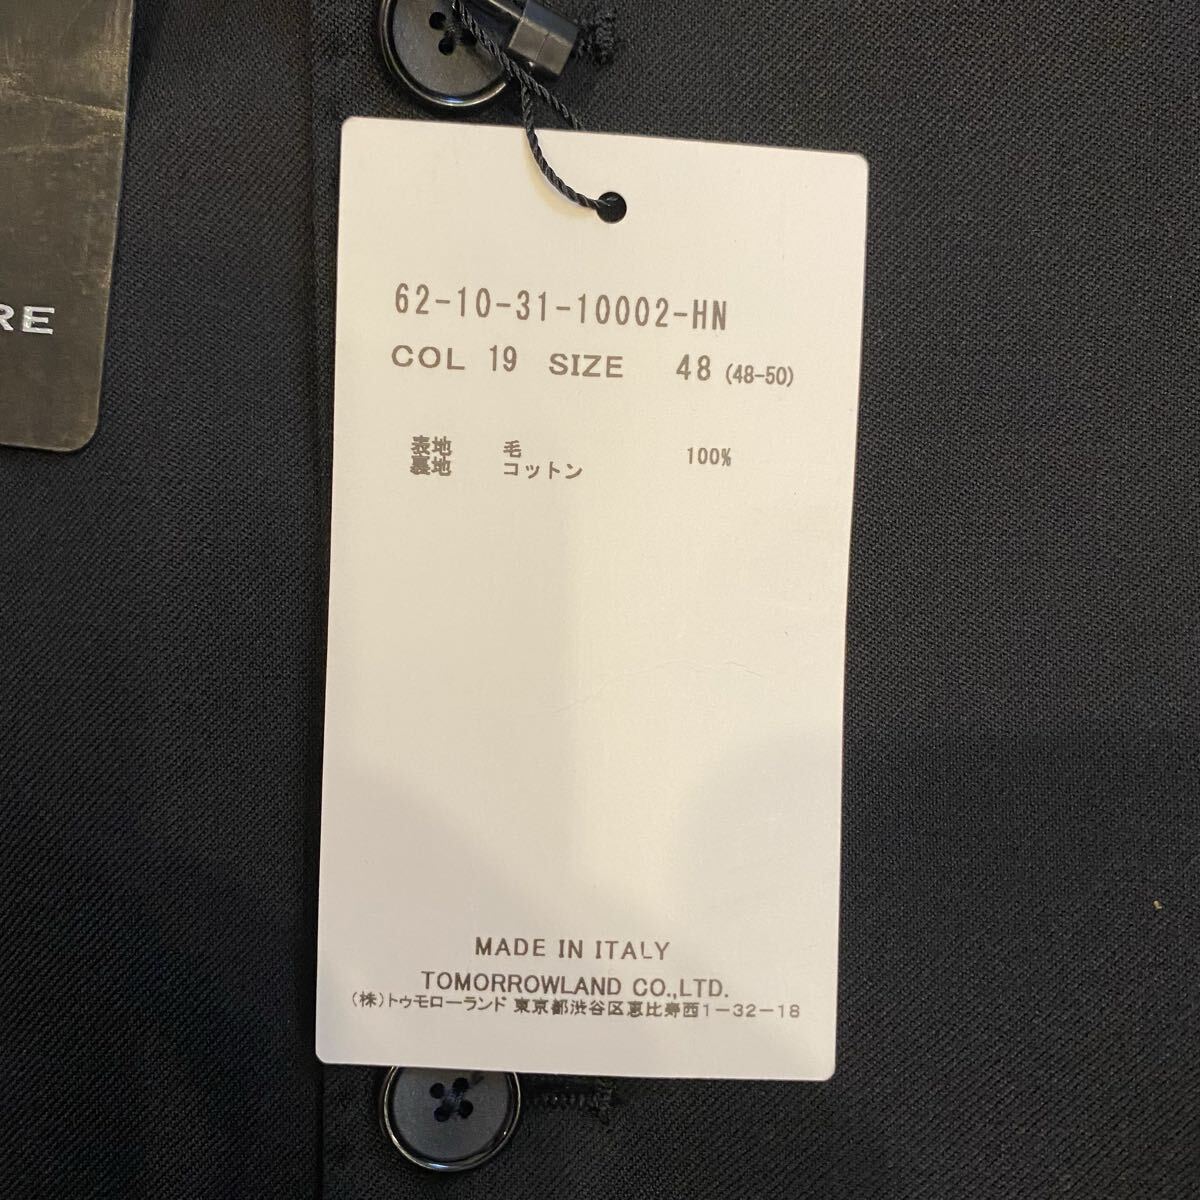 RE
62-10-31-10002-HN
COL 19 SIZE 48 (48-50)
表地 毛 100%
裏地 コットン
MADE IN ITALY
TOMORROWLAND CO.,LTD.
(株)トゥモローランド 東京都渋谷区恵比寿西1-32-18